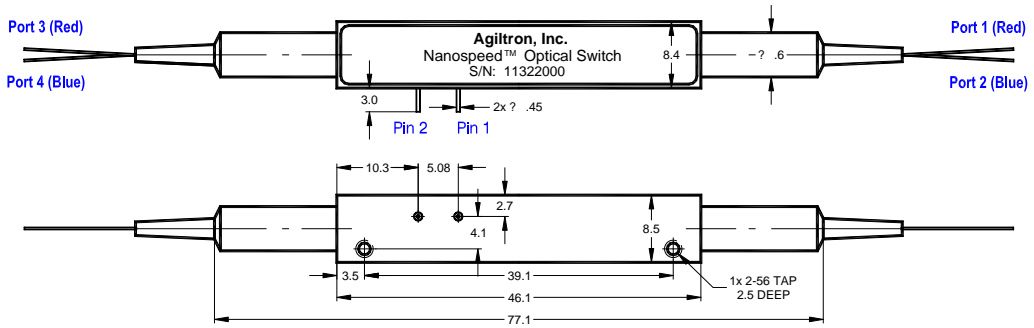 Port 3 (Red)
Port 4 (Blue)
Agiltron, Inc.
Nanospeed™ Optical Switch
S/N: 11322000
8.4
? .6
Port 1 (Red)
Port 2 (Blue)
3.0
2x ? .45
Pin 2
Pin 1
10.3
5.08
2.7
4.1
8.5
3.5
39.1
1x 2-56 TAP
2.5 DEEP
46.1
77.1